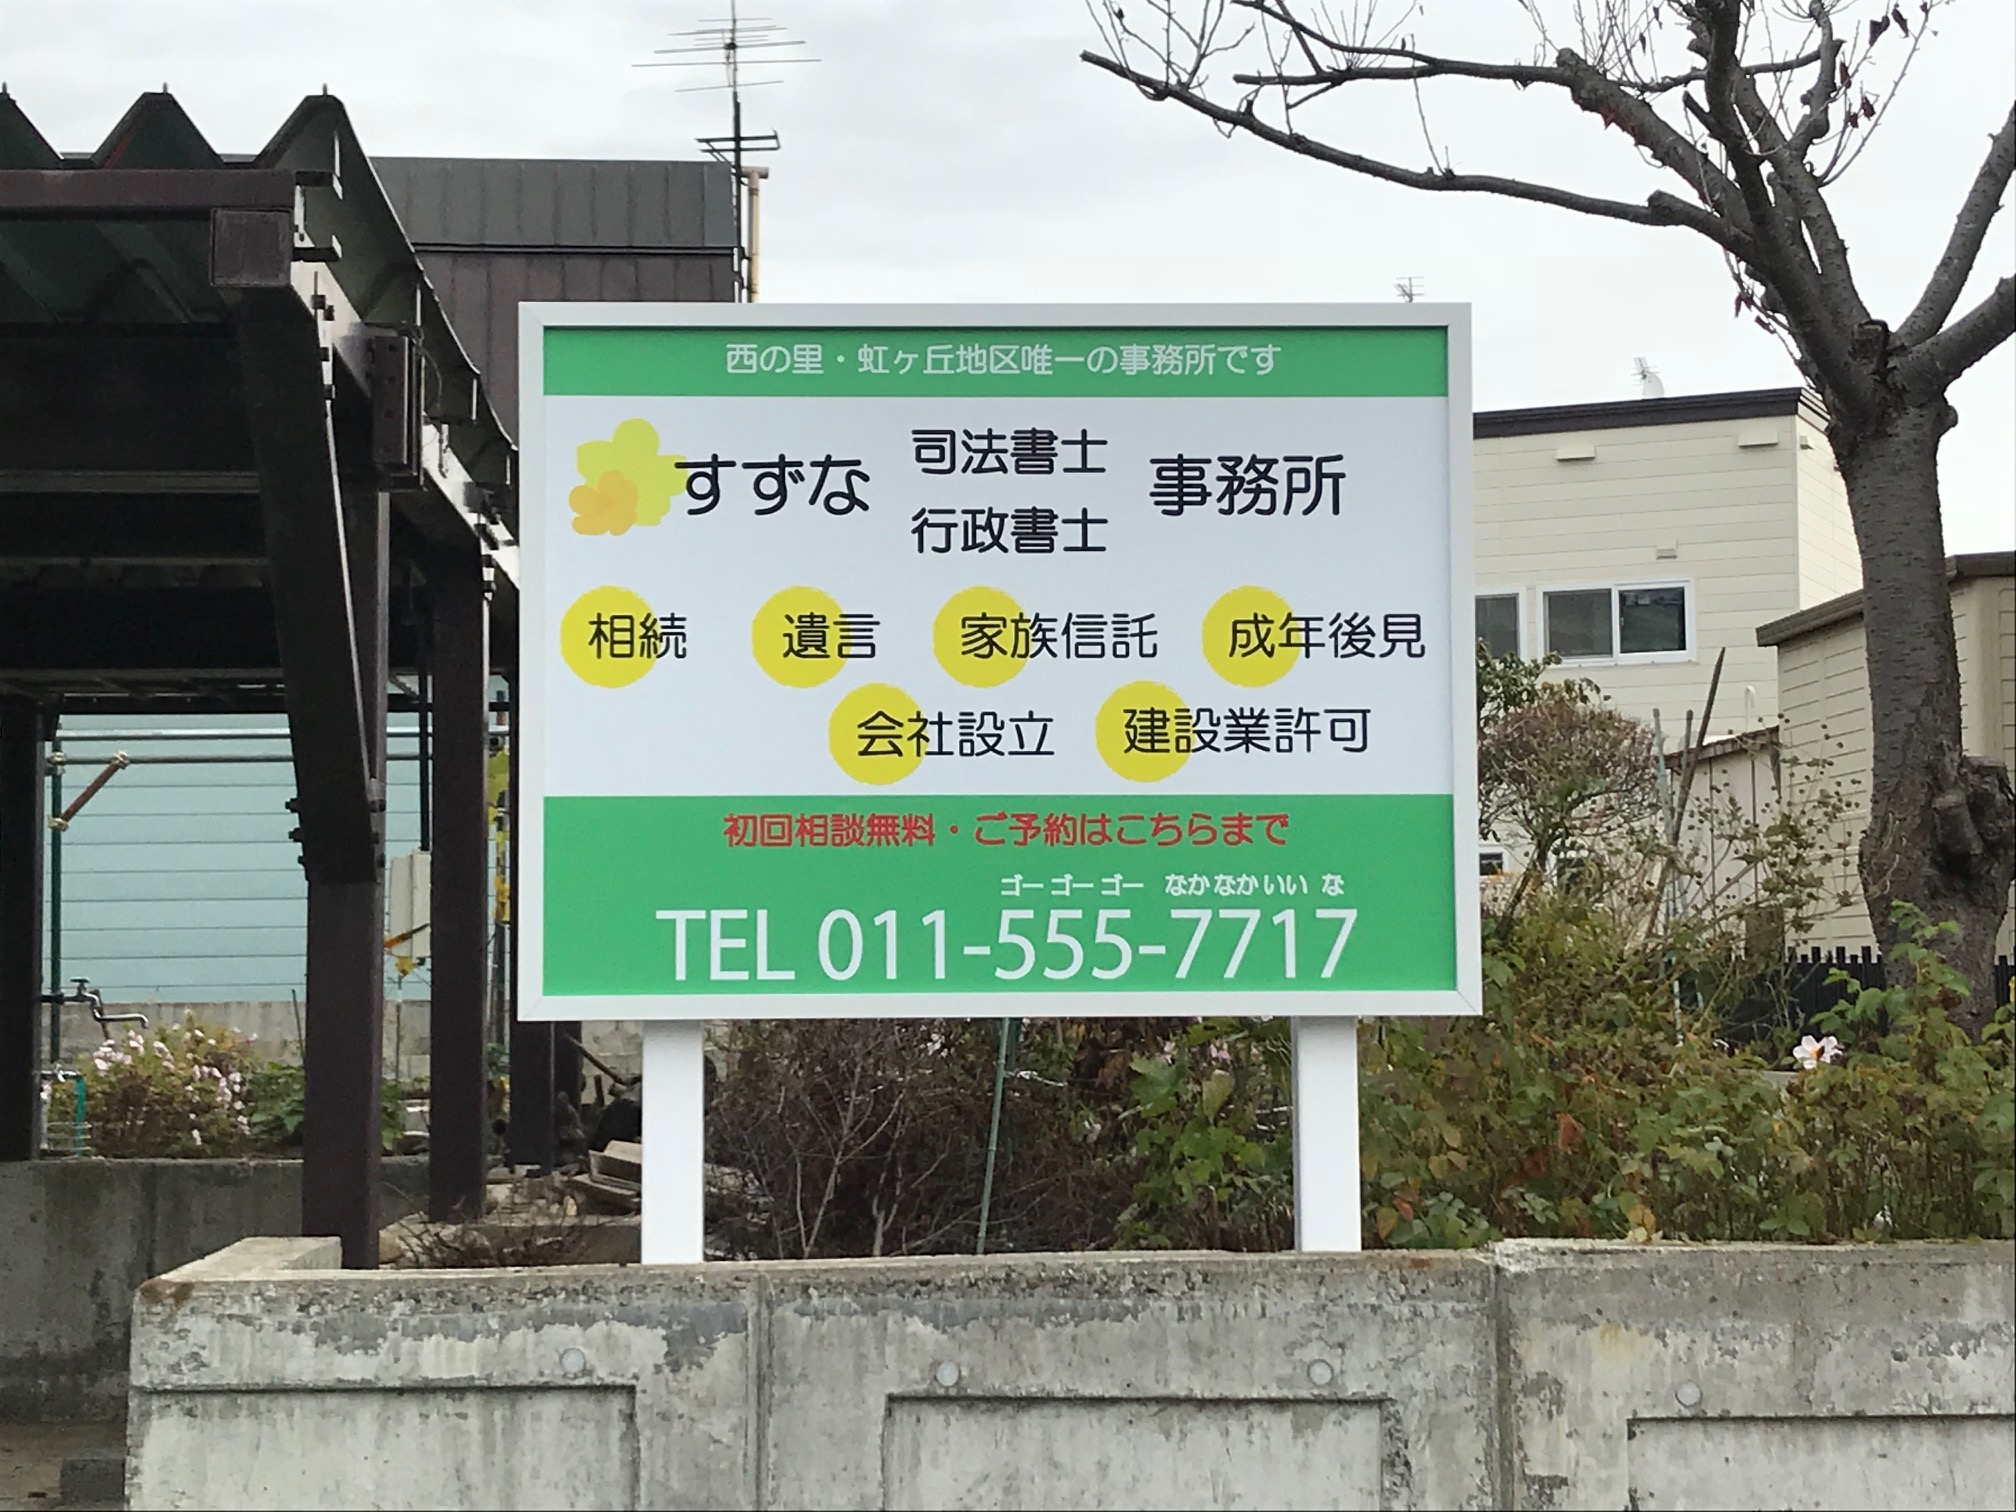 西の里・虹ヶ丘地区唯一の事務所です
すずな 司法書士 行政書士 事務所
相続 遺言 家族信託 成年後見
会社設立 建設業許可
初回相談無料・ご予約はこちらまで
ゴーゴーゴー なかなかいい な
TEL 011-555-7717